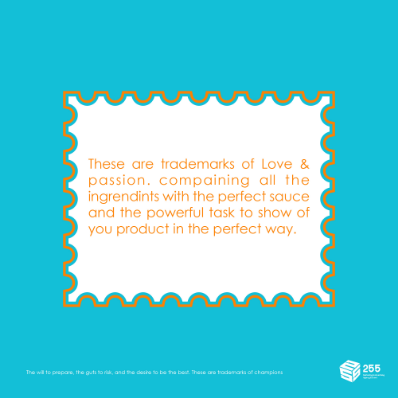 These are trademarks of Love &
passion. compaining all the
ingrendints with the perfect sauce
and the powerful task to show of
you product in the perfect way.
The will to prepare, the guts to risk, and the desire to be the best. These are trademarks of champions
255